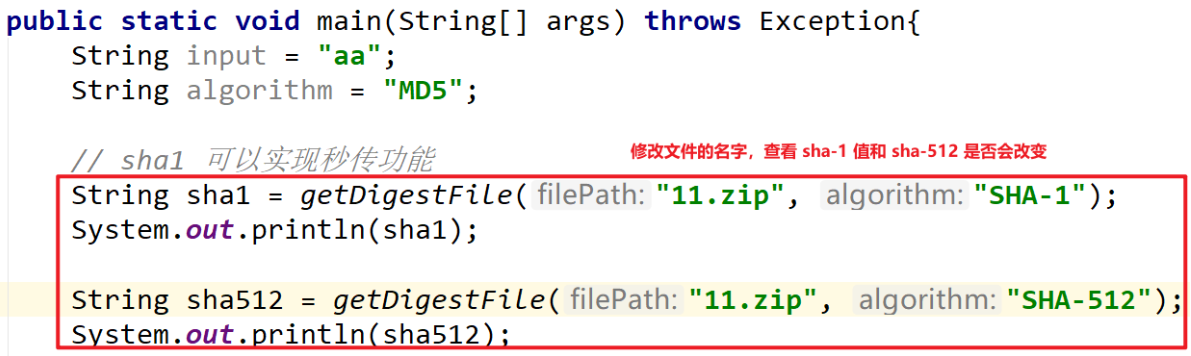 public static void main(String[] args) throws Exception{
String input = "aa";
String algorithm = "MD5";
// sha1 可以实现秒传功能
修改文件的名字，查看 sha-1 值和 sha-512 是否会改变
String sha1 = getDigestFile( filePath: "11.zip", algorithm: "SHA-1");
System.out.println(sha1);
String sha512 = getDigestFile( filePath: "11.zip", algorithm: "SHA-512");
System.out.println(sha512);